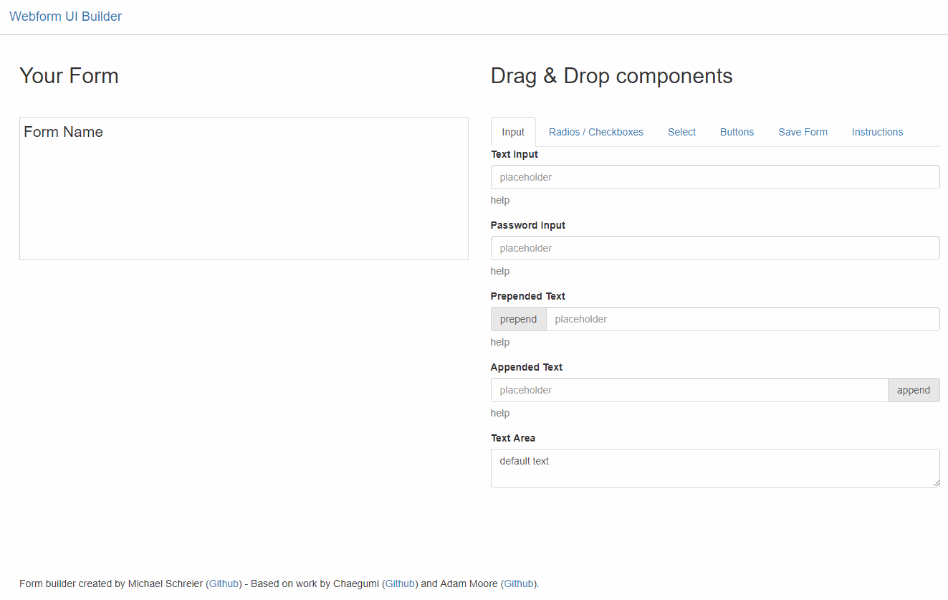 Webform UI Builder
Your Form
Form Name
Drag & Drop components
Input Radios / Checkboxes Select Buttons Save Form Instructions
Text Input
placeholder
help
Password Input
placeholder
help
Prepended Text
prepend placeholder
help
Appended Text
placeholder append
help
Text Area
default text
Form builder created by Michael Schreier (Github) - Based on work by Chaegumi (Github) and Adam Moore (Github).